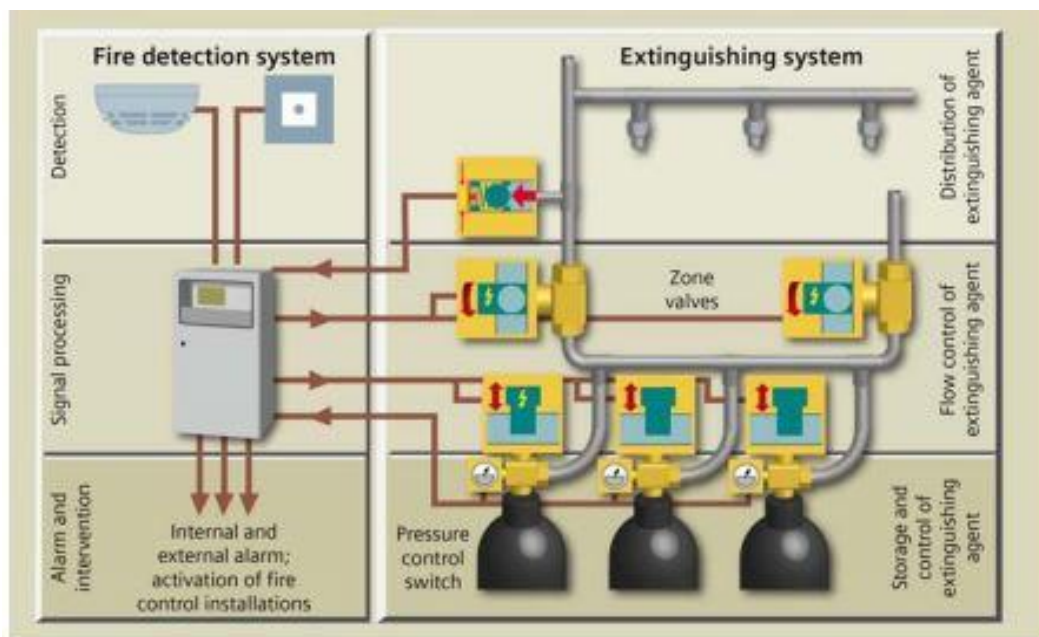 Fire detection system
Extinguishing system
Detection
Distribution of
extinguishing agent
Signal processing
Zone
valves
Flow control of
extinguishing agent
Alarm and
intervention
Internal and
external alarm;
activation of fire
control installations
Pressure
control
switch
Storage and
control of
extinguishing
agent